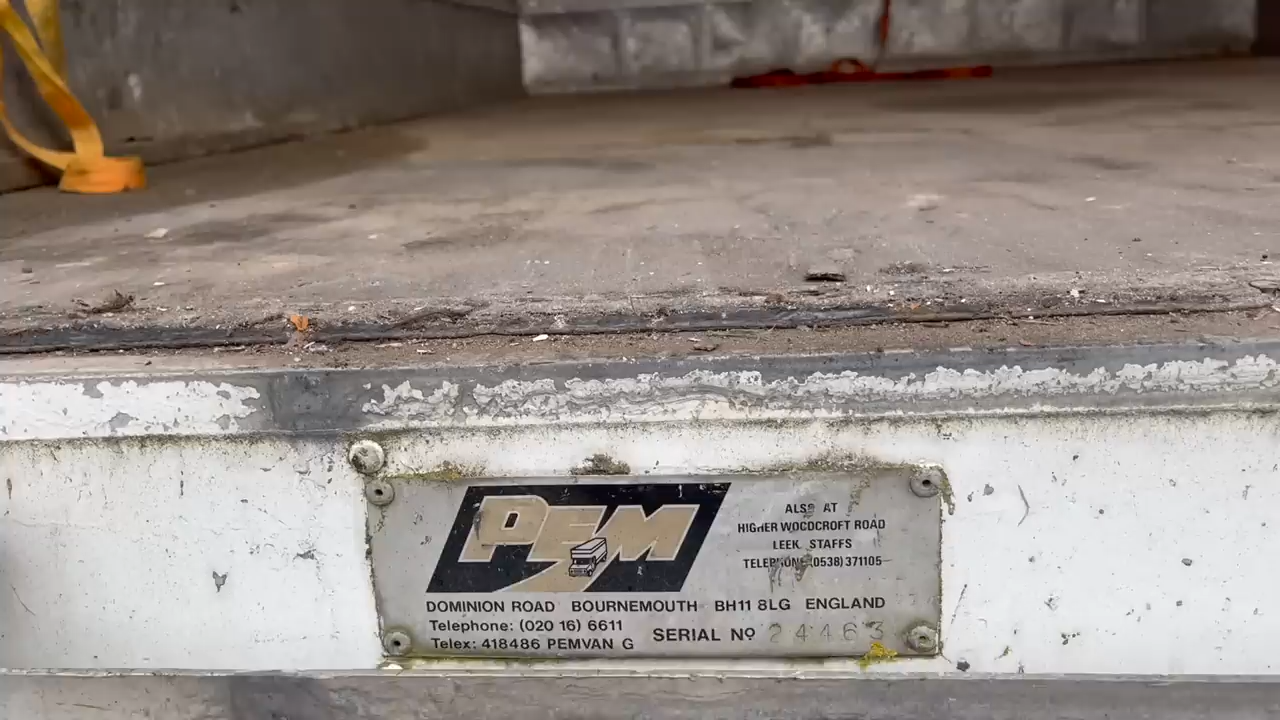 PEM
ALSO AT
HIGHER WOODCROFT ROAD
LEEK STAFFS
TELEPHONE (0538) 371105
DOMINION ROAD BOURNEMOUTH BH11 8LG ENGLAND
Telephone: (020 16) 6611
Telex: 418486 PEMVAN G
SERIAL Nº 24463